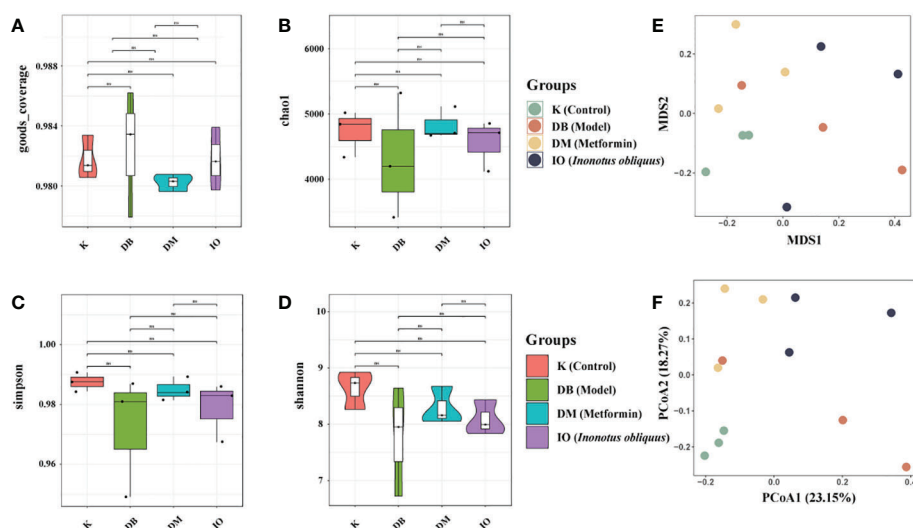 A
goods_coverage
0.988
0.984
0.980
K
DB
DM
IO
B
chao1
6000
5000
4000
K
DB
DM
IO
Groups
K (Control)
DB (Model)
DM (Metformin)
IO (Inonotus obliquus)
E
MDS2
0.2
0.0
−0.2
−0.2
0.0
0.2
0.4
MDS1
C
simpson
1.00
0.98
0.96
K
DB
DM
IO
D
shannon
10
9
8
7
K
DB
DM
IO
Groups
K (Control)
DB (Model)
DM (Metformin)
IO (Inonotus obliquus)
F
PCoA2 (18.27%)
0.2
0.1
0.0
−0.1
−0.2
−0.2
0.0
0.2
0.4
PCoA1 (23.15%)